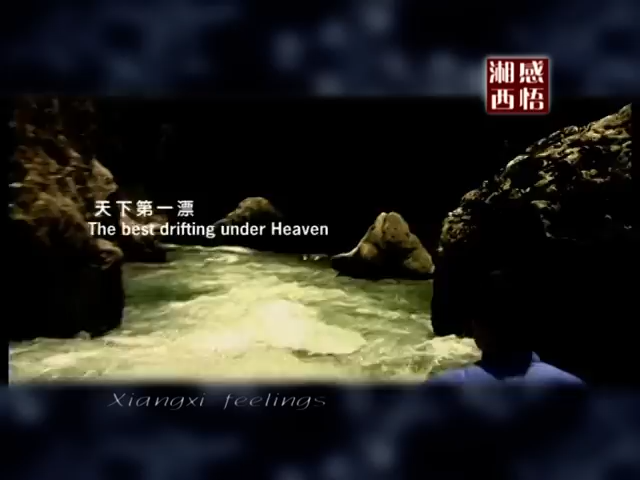 感悟
湘西
天下第一漂
The best drifting under Heaven
Xiangxi feelings